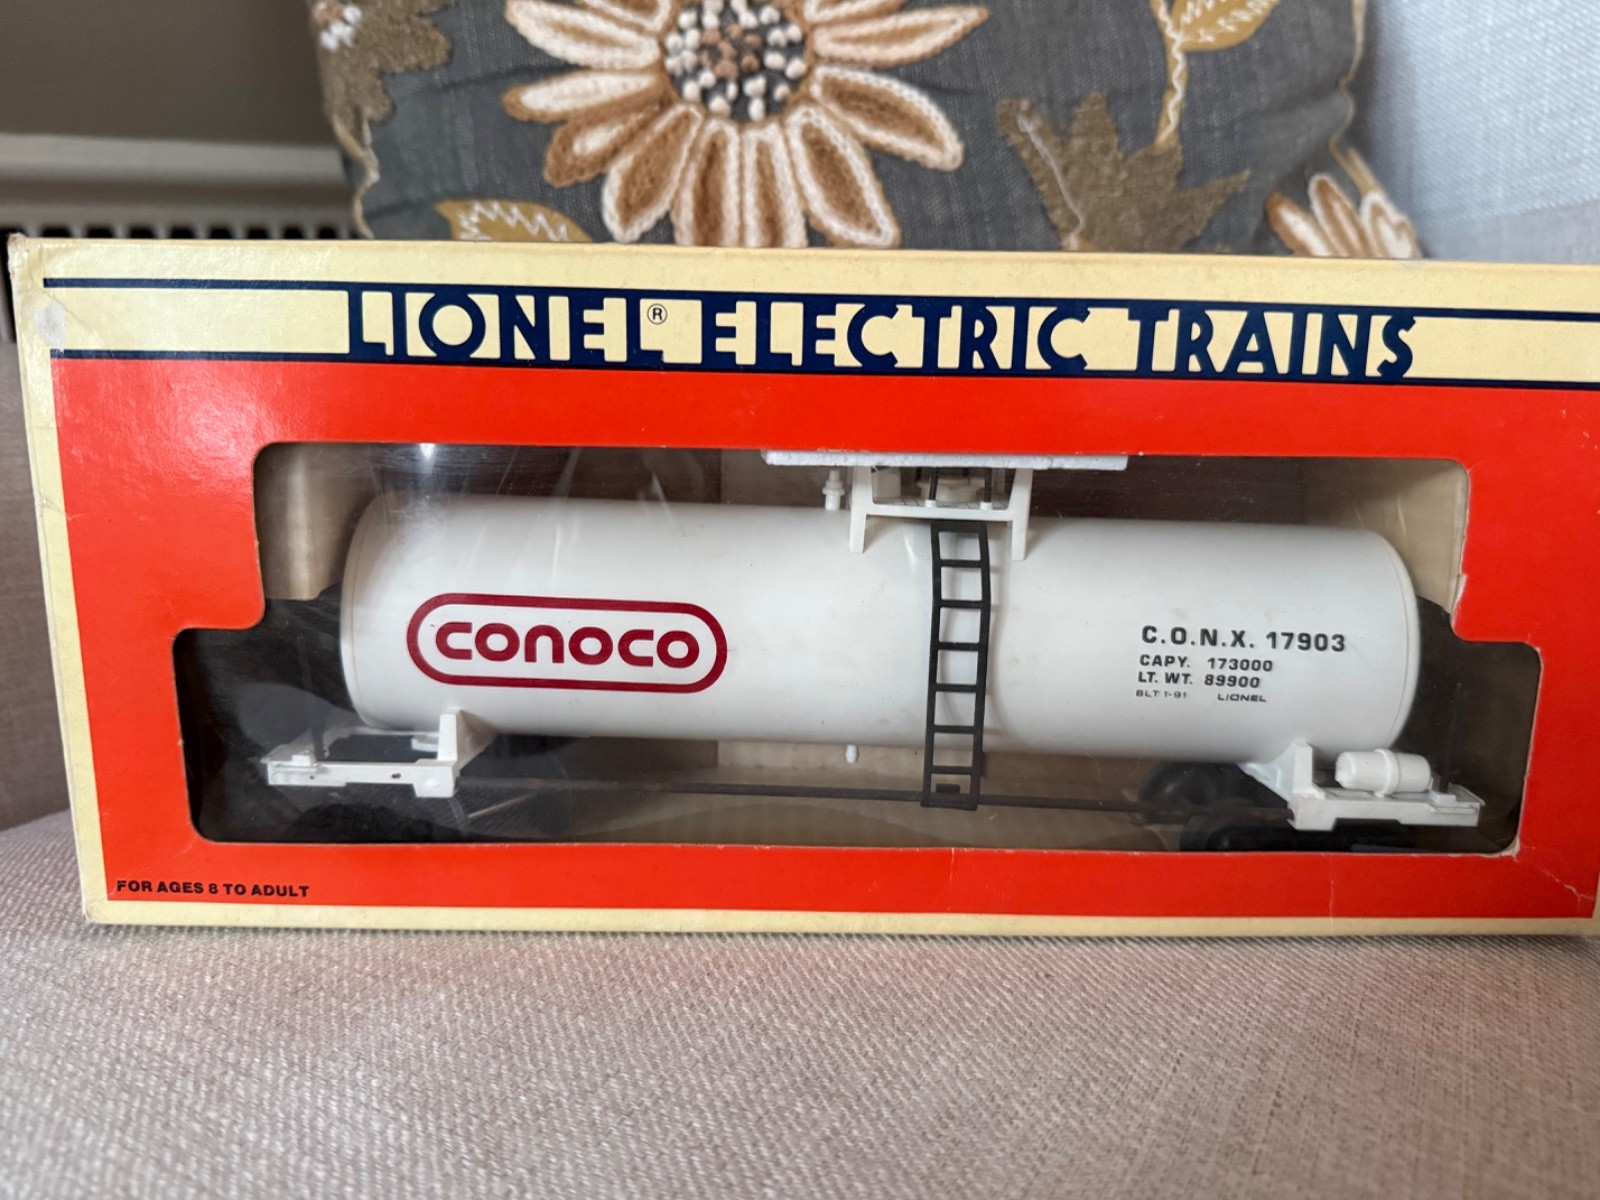 LIONEL® ELECTRIC TRAINS
CONOCO
C.O.N.X. 17903
CAPY. 173000
LT. WT. 89900
BLT 1-91 LIONEL
FOR AGES 8 TO ADULT